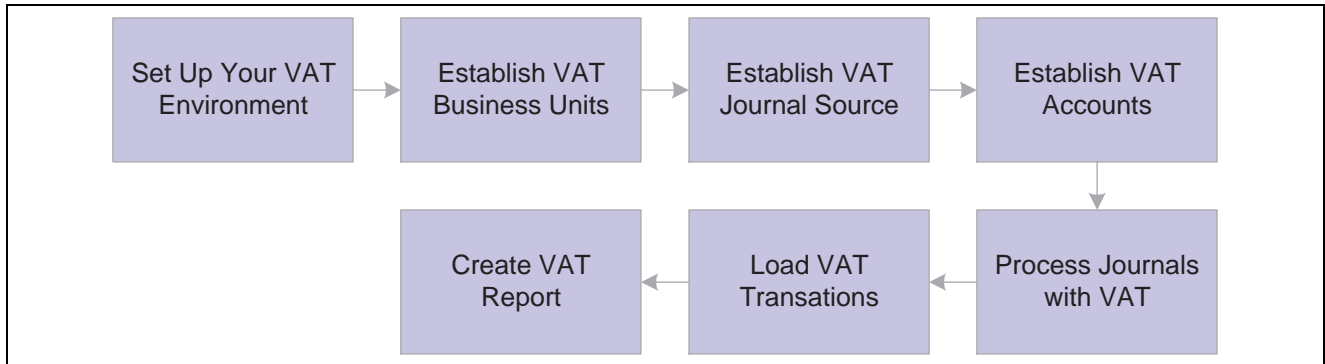 Set Up Your VAT
Environment
Establish VAT
Business Units
Establish VAT
Journal Source
Establish VAT
Accounts
Process Journals
with VAT
Load VAT
Transations
Create VAT
Report